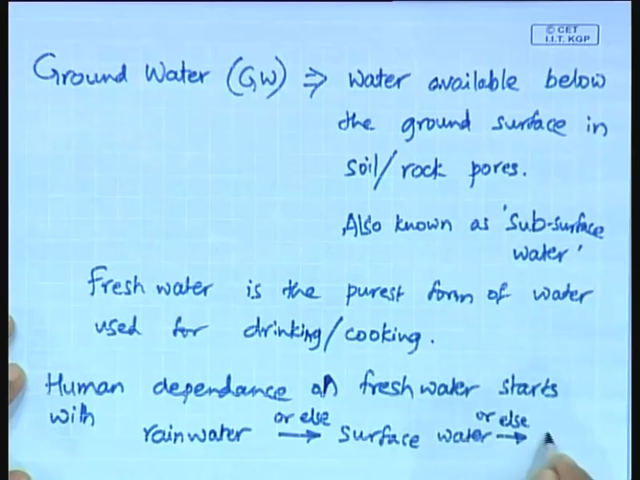 © CET
I.I.T. KGP
Ground Water (GW) ⇒ Water available below
the ground surface in
soil/rock pores.
Also known as 'Sub-surface
water'
Fresh water is the purest form of water
used for drinking/cooking.
Human dependance on fresh water starts
with
rainwater or else → surface water or else →